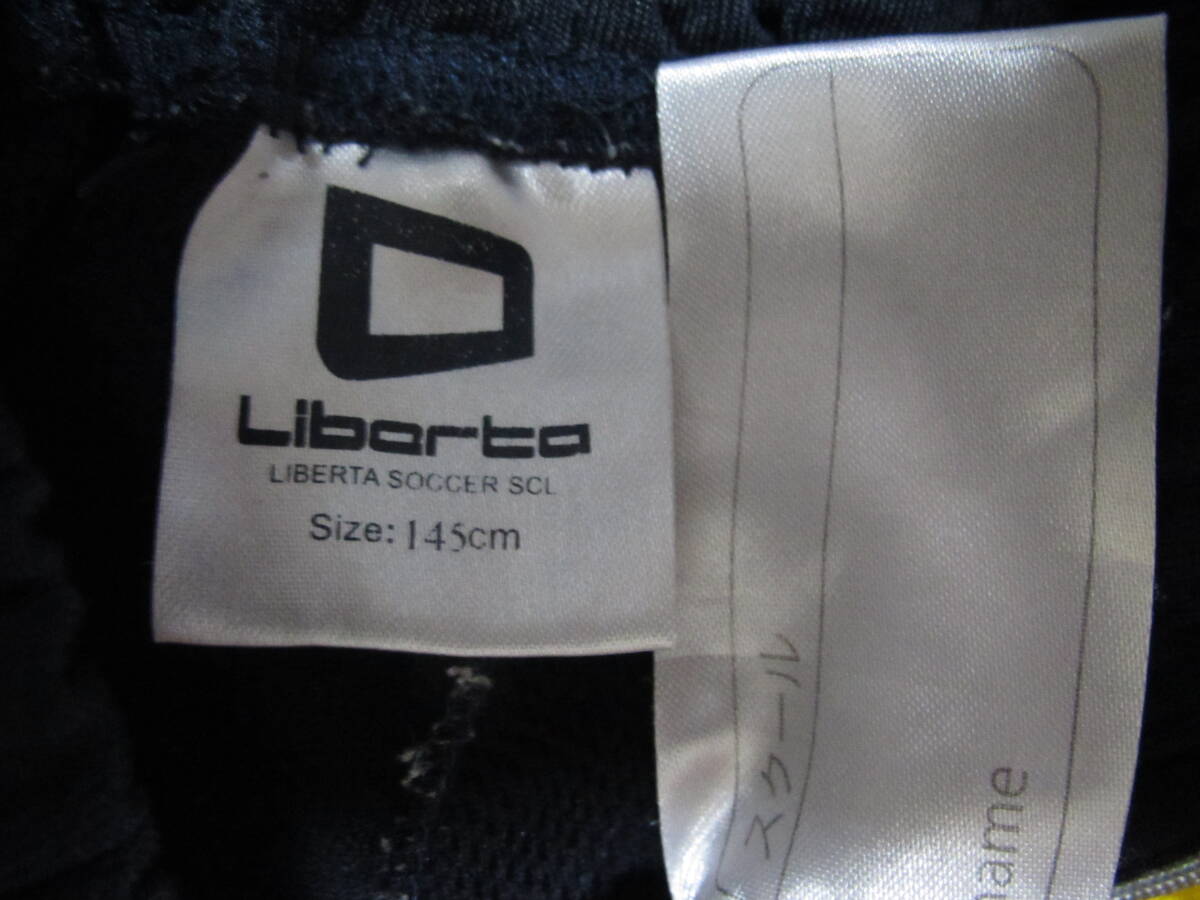 Liberta
LIBERTA SOCCER SCL
Size: 145cm
スクール
name